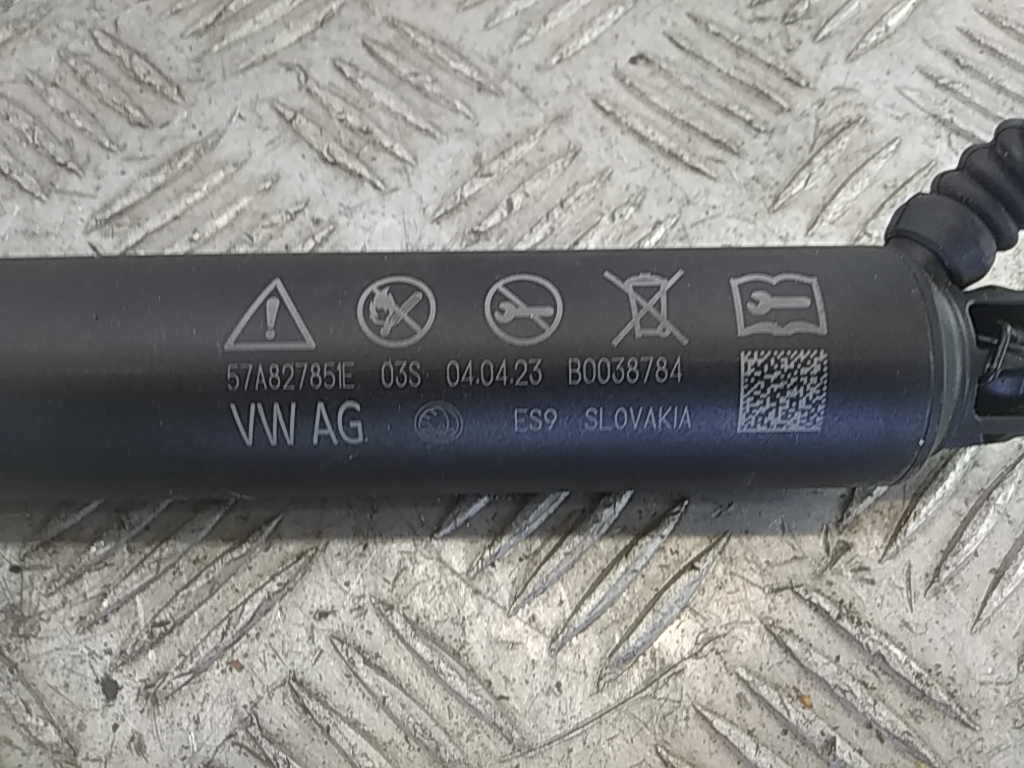 57A827851E 03S 04.04.23 B0038784
VW AG ES9 SLOVAKIA